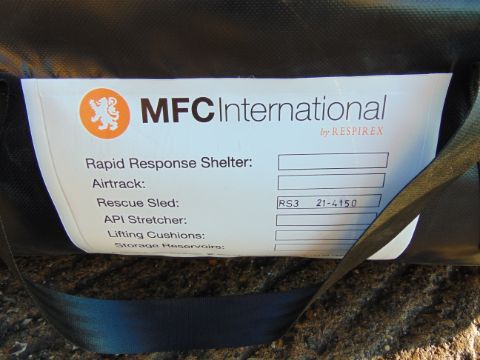 MFCInternational
by RESPIREX
Rapid Response Shelter:
Airtrack:
Rescue Sled: RS3 21-4150
API Stretcher:
Lifting Cushions:
Storage Reservoirs: